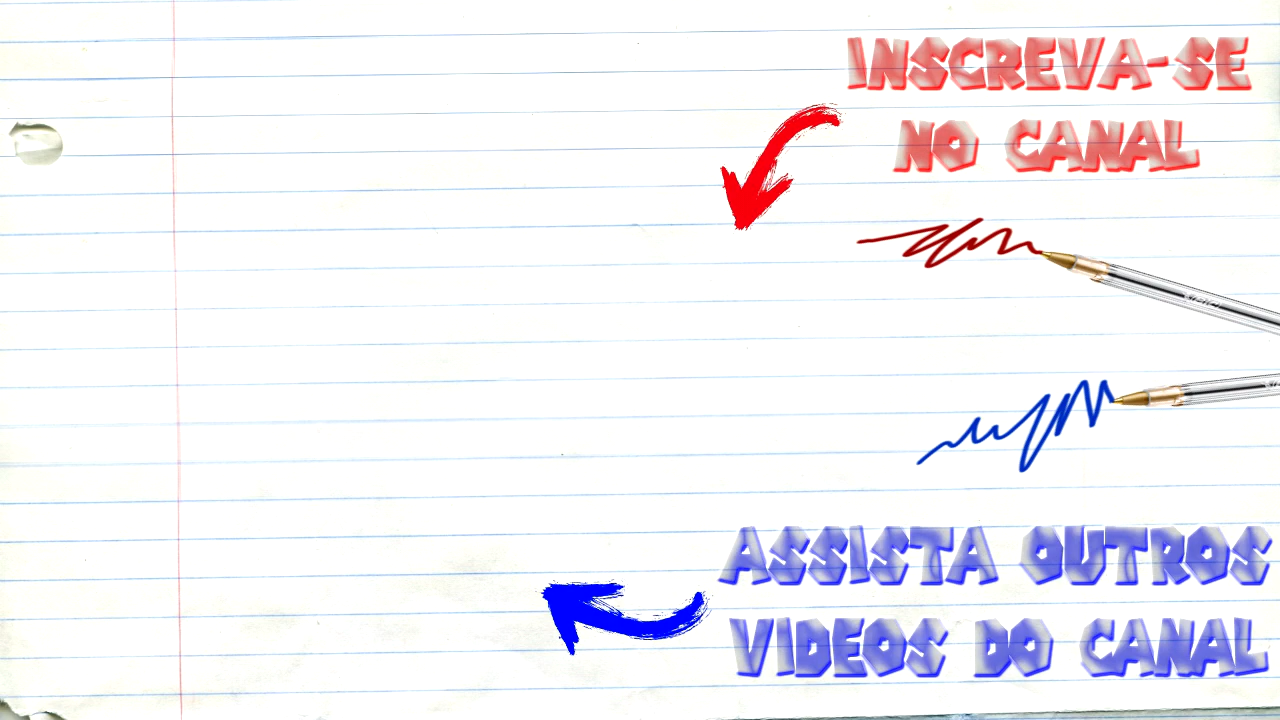 INSCREVA-SE
NO CANAL
ASSISTA OUTROS
VIDEOS DO CANAL